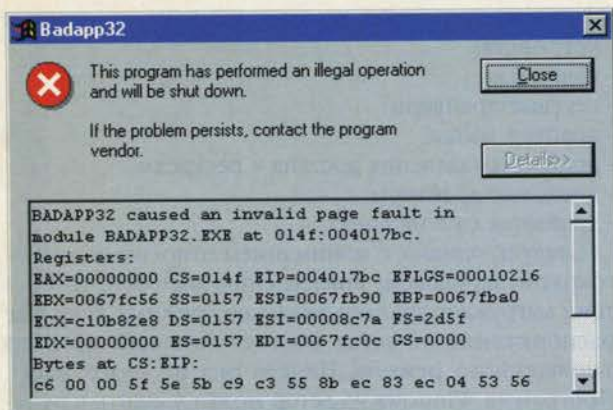 Badapp32
This program has performed an illegal operation
and will be shut down.
If the problem persists, contact the program
vendor.
Close
Details>>
BADAPP32 caused an invalid page fault in
module BADAPP32.EXE at 014f:004017bc.
Registers:
EAX=00000000 CS=014f EIP=004017bc EFLGS=00010216
EBX=0067fc56 SS=0157 ESP=0067fb90 EBP=0067fba0
ECX=c10b82e8 DS=0157 ESI=00008c7a FS=2d5f
EDX=00000000 ES=0157 EDI=0067fc0c GS=0000
Bytes at CS:EIP:
c6 00 00 5f 5e 5b c9 c3 55 8b ec 83 ec 04 53 56